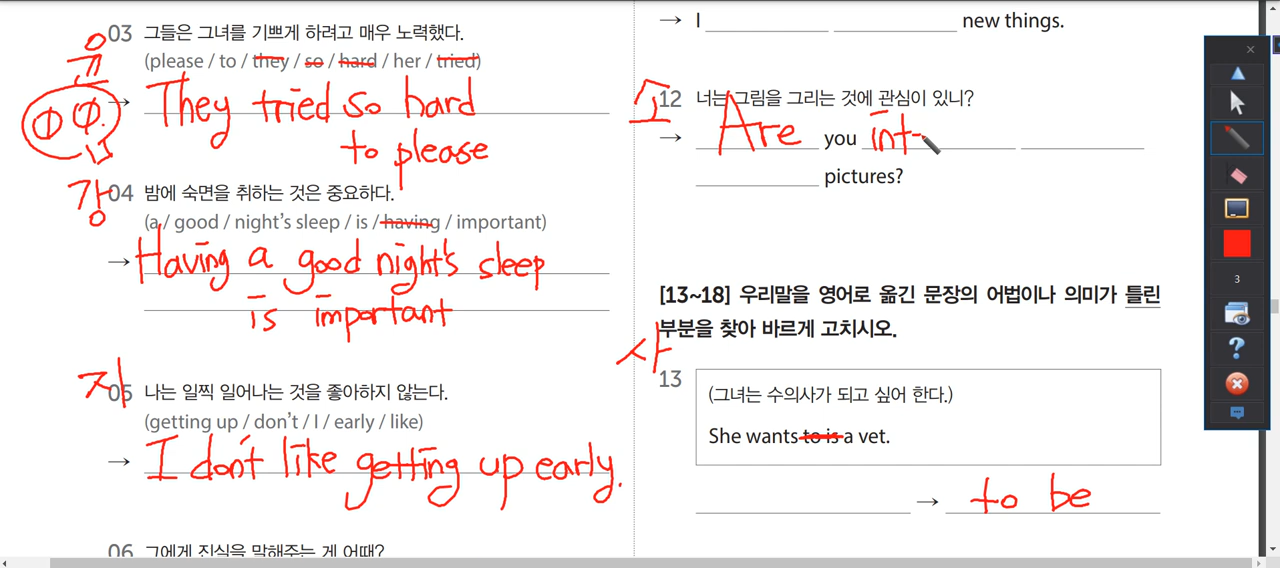 03 그들은 그녀를 기쁘게 하려고 매우 노력했다.
(please / to / they / so / hard / her / tried)
→ They tried so hard
to please
강
04 밤에 숙면을 취하는 것은 중요하다.
(a / good / night's sleep / is / having / important)
→ Having a good night's sleep
is important
지
05 나는 일찍 일어나는 것을 좋아하지 않는다.
(getting up / don't / I / early / like)
→ I don't like getting up early.
06 그에게 진실을 말해주는 게 어때?
→ I new things.
소
12 너는 그림을 그리는 것에 관심이 있니?
→ Are you int
pictures?
[13~18] 우리말을 영어로 옮긴 문장의 어법이나 의미가 틀린
부분을 찾아 바르게 고치시오.
사
13
(그녀는 수의사가 되고 싶어 한다.)
She wants to is a vet.
→ to be
3